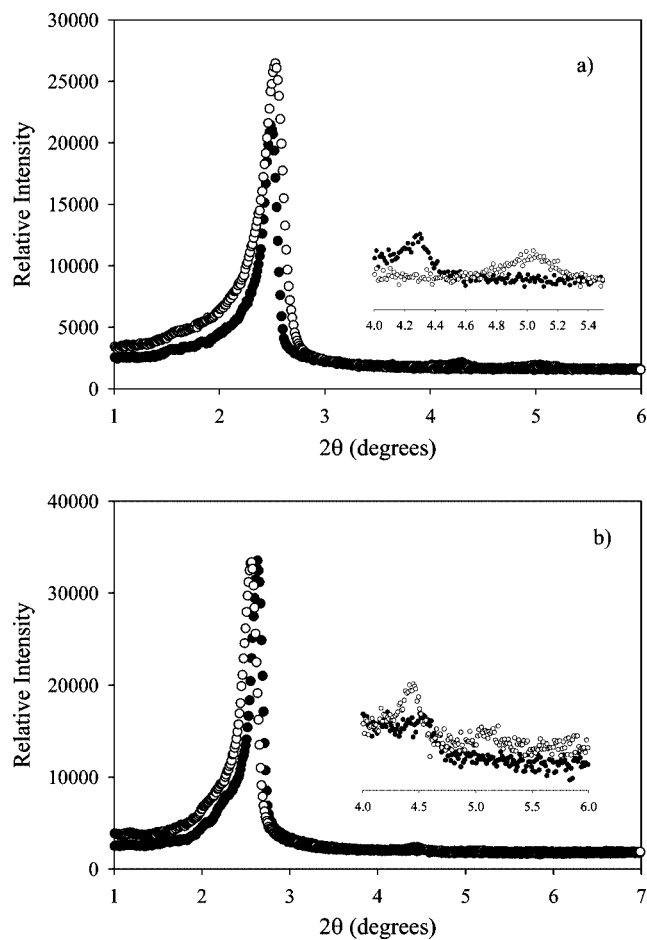 a)
Relative Intensity
30000
25000
20000
15000
10000
5000
0
4.0 4.2 4.4 4.6 4.8 5.0 5.2 5.4
1 2 3 4 5 6
2θ (degrees)
b)
Relative Intensity
40000
30000
20000
10000
0
4.0 4.5 5.0 5.5 6.0
1 2 3 4 5 6 7
2θ (degrees)